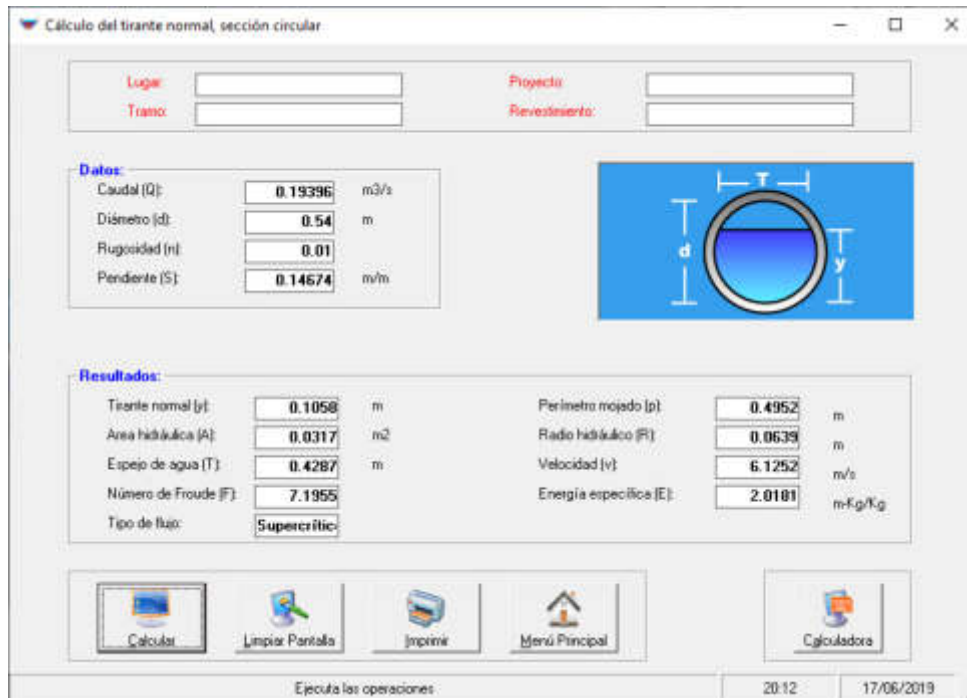 Cálculo del tirante normal, sección circular
Lugar: Proyecto:
Tramo: Revestimiento:
Datos:
Caudal (Q): 0.19396 m3/s
Diámetro (d): 0.54 m
Rugosidad (n): 0.01
Pendiente (S): 0.14674 m/m
T
d
y
Resultados:
Tirante normal (y): 0.1058 m Perímetro mojado (p): 0.4952 m
Area hidráulica (A): 0.0317 m2 Radio hidráulico (R): 0.0639 m
Espejo de agua (T): 0.4287 m Velocidad (v): 6.1252 m/s
Número de Froude (F): 7.1955 Energía específica (E): 2.0181 m-Kg/Kg
Tipo de flujo: Supercrític
Calcular Limpiar Pantalla Imprimir Menú Principal Calculadora
Ejecuta las operaciones 20:12 17/06/2019